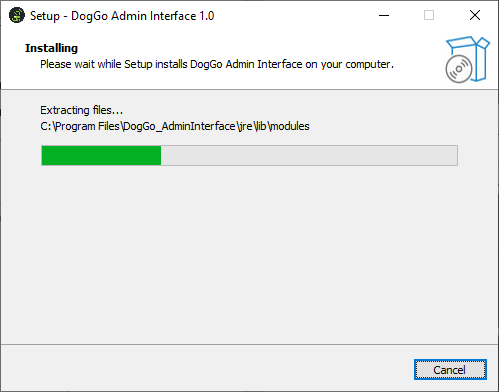 Setup - DogGo Admin Interface 1.0
Installing
Please wait while Setup installs DogGo Admin Interface on your computer.
Extracting files...
C:\Program Files\DogGo_AdminInterface\jre\lib\modules
Cancel